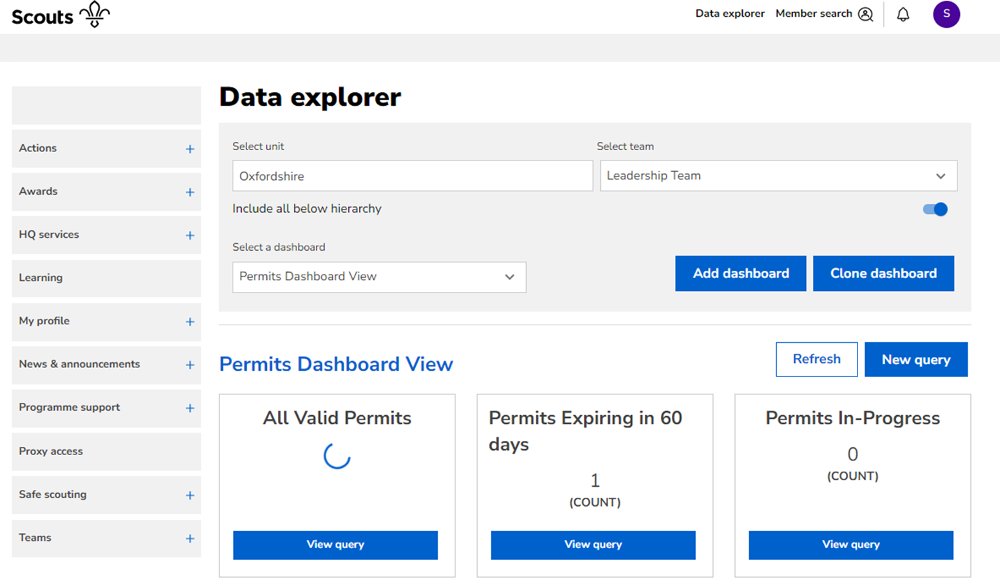 Scouts
Data explorer Member search
S
Data explorer
Actions
Awards
HQ services
Learning
My profile
News & announcements
Programme support
Proxy access
Safe scouting
Teams
Select unit
Select team
Oxfordshire
Leadership Team
Include all below hierarchy
Select a dashboard
Permits Dashboard View
Add dashboard
Clone dashboard
Permits Dashboard View
Refresh
New query
All Valid Permits
View query
Permits Expiring in 60
days
1
(COUNT)
View query
Permits In-Progress
0
(COUNT)
View query